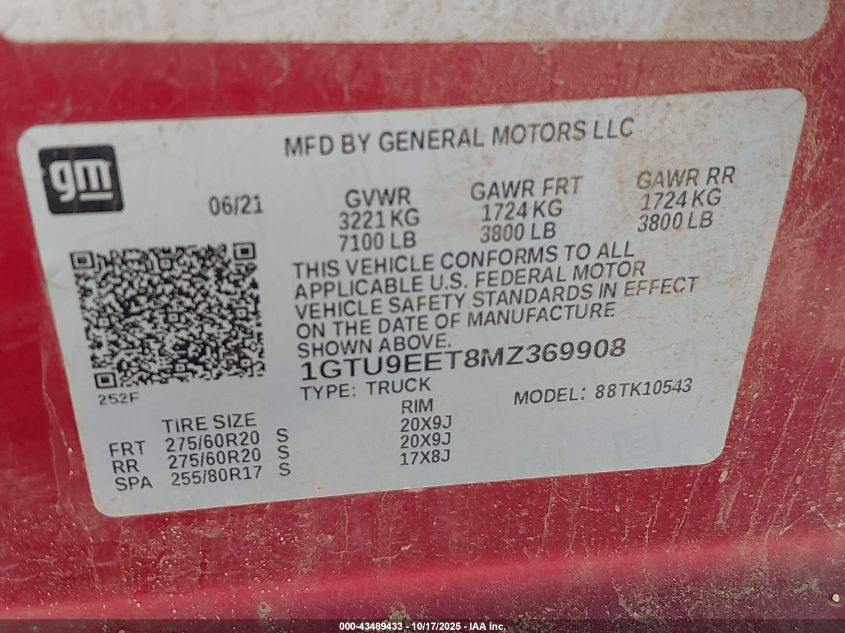 gm
MFD BY GENERAL MOTORS LLC
06/21
GVWR
3221 KG
7100 LB
GAWR FRT
1724 KG
3800 LB
GAWR RR
1724 KG
3800 LB
THIS VEHICLE CONFORMS TO ALL
APPLICABLE U.S. FEDERAL MOTOR
VEHICLE SAFETY STANDARDS IN EFFECT
ON THE DATE OF MANUFACTURE
SHOWN ABOVE.
1GTU9EET8MZ369908
TYPE: TRUCK
MODEL: 88TK10543
252F
TIRE SIZE
RIM
FRT 275/60R20 S 20X9J
RR 275/60R20 S 20X9J
SPA 255/80R17 S 17X8J
000-43489433 - 10/17/2025 - IAA Inc.